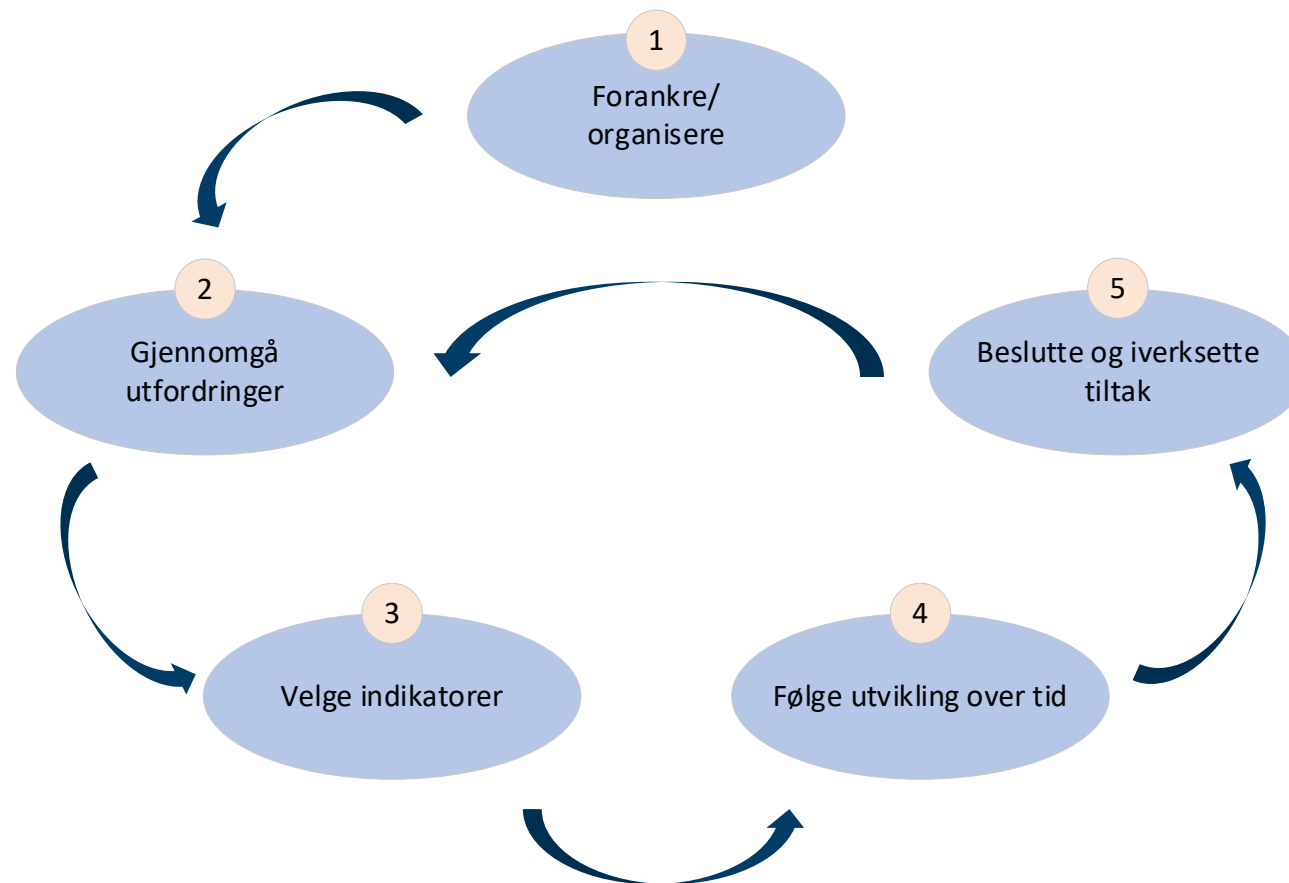 1
Forankre/
organisere
2
Gjennomgå
utfordringer
3
Velge indikatorer
4
Følge utvikling over tid
5
Beslutte og iverksette
tiltak